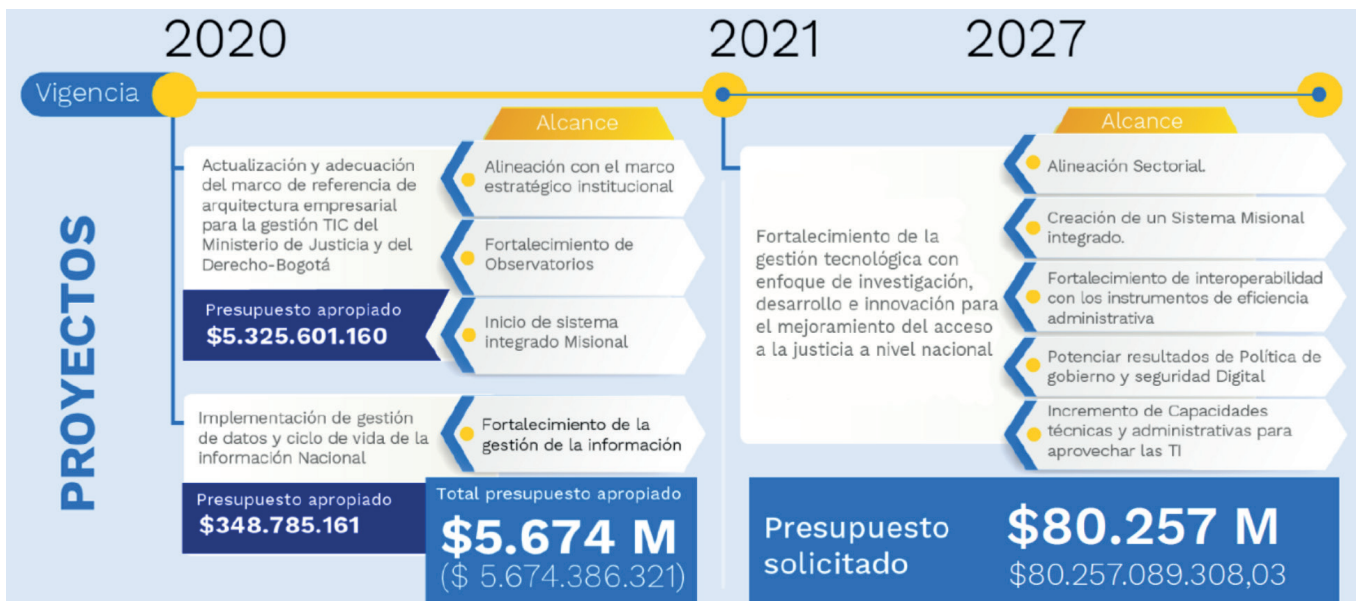 2020
2021
2027
Vigencia
PROYECTOS
Actualización y adecuación
del marco de referencia de
arquitectura empresarial
para la gestión TIC del
Ministerio de Justicia y del
Derecho-Bogotá
Presupuesto apropiado
$5.325.601.160
Alcance
Alineación con el marco
estratégico institucional
Fortalecimiento de
Observatorios
Inicio de sistema
integrado Misional
Implementación de gestión
de datos y ciclo de vida de la
información Nacional
Presupuesto apropiado
$348.785.161
Fortalecimiento de la
gestión de la información
Total presupuesto apropiado
$5.674 M
($ 5.674.386.321)
Fortalecimiento de la
gestión tecnológica con
enfoque de investigación,
desarrollo e innovación para
el mejoramiento del acceso
a la justicia a nivel nacional
Alcance
Alineación Sectorial.
Creación de un Sistema Misional
integrado.
Fortalecimiento de interoperabilidad
con los instrumentos de eficiencia
administrativa
Potenciar resultados de Política de
gobierno y seguridad Digital
Incremento de Capacidades
técnicas y administrativas para
aprovechar las TI
Presupuesto
solicitado
$80.257 M
$80.257.089.308,03